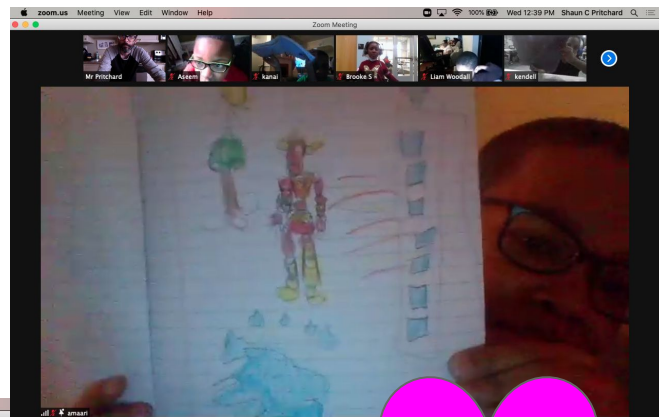 zoom.us Meeting View Edit Window Help 100% Wed 12:39 PM Shaun C Pritchard
Zoom Meeting
Mr Pritchard Aseem kanai Brooke S Liam Woodall kendell
amaari